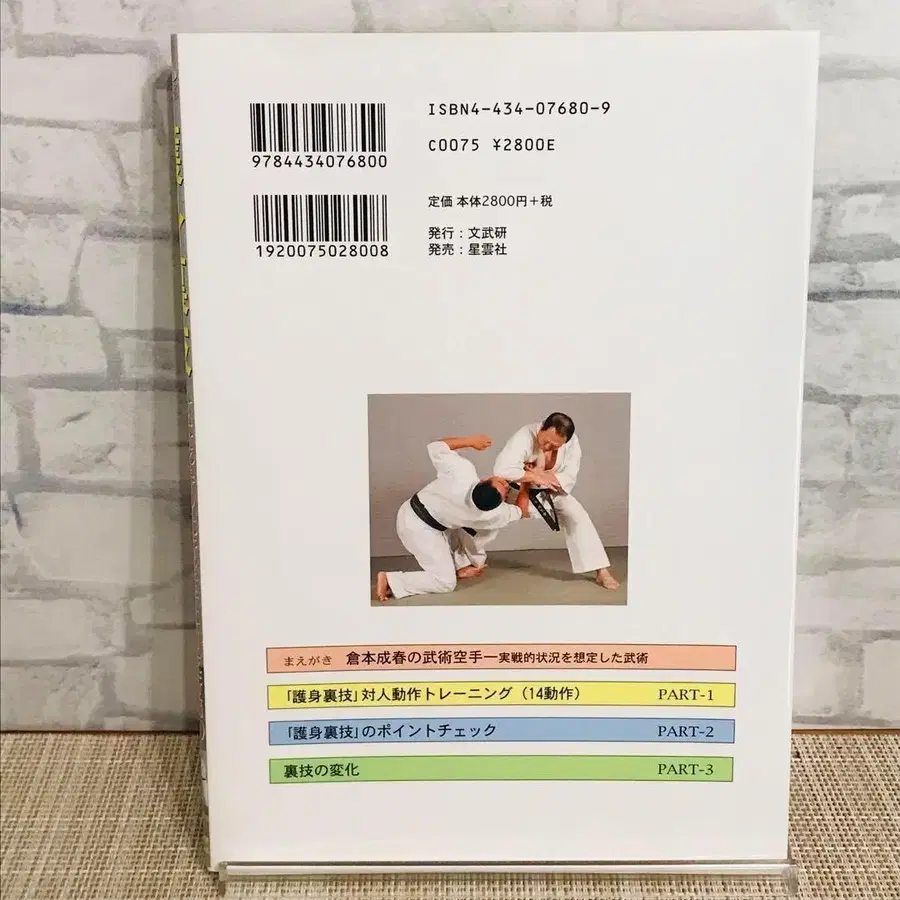 ISBN4-434-07680-9
9784434076800
C0075 ¥2800E
1920075028008
定価 本体2800円+税
発行:文武研
発売:星雲社
まえがき 倉本成春の武術空手―実戦的状況を想定した武術
「護身裏技」対人動作トレーニング(14動作) PART-1
「護身裏技」のポイントチェック PART-2
裏技の変化 PART-3